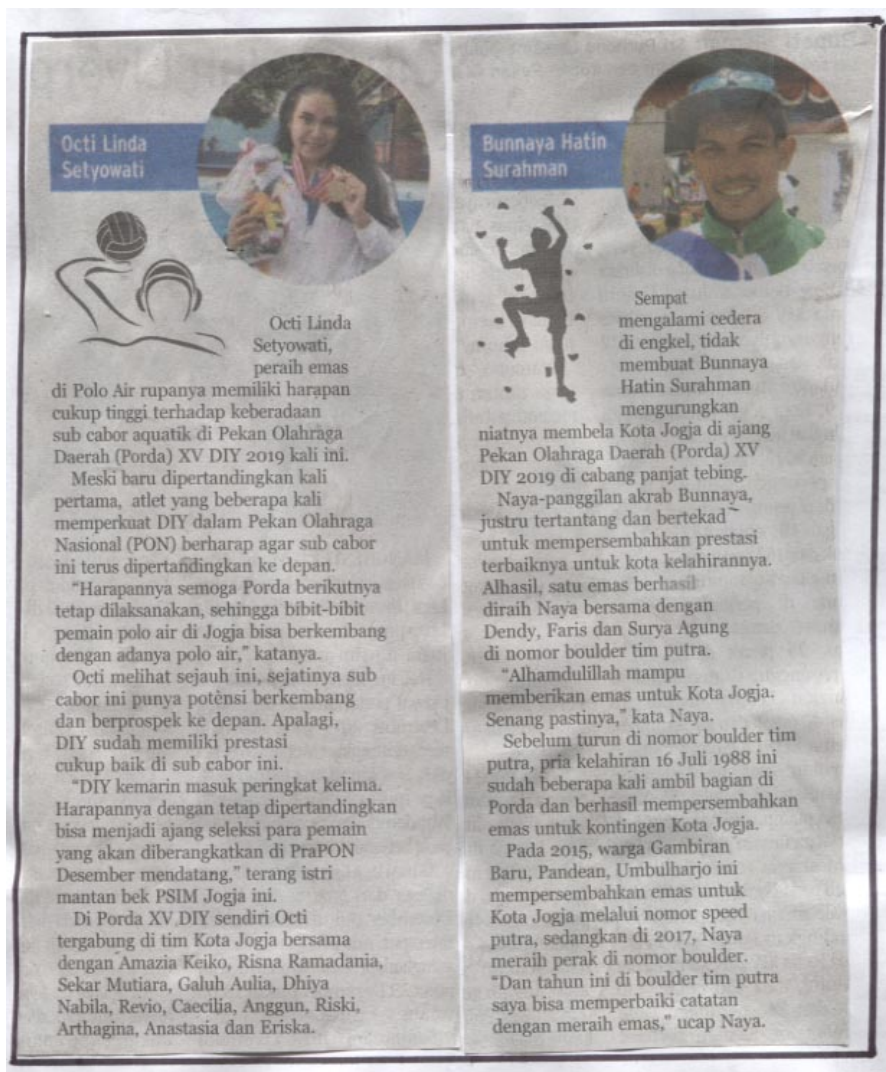 Octi Linda
Setyowati
Octi Linda
Setyowati,
peraih emas
di Polo Air rupanya memiliki harapan
cukup tinggi terhadap keberadaan
sub cabor aquatik di Pekan Olahraga
Daerah (Porda) XV DIY 2019 kali ini.
Meski baru dipertandingkan kali
pertama, atlet yang beberapa kali
memperkuat DIY dalam Pekan Olahraga
Nasional (PON) berharap agar sub cabor
ini terus dipertandingkan ke depan.
“Harapannya semoga Porda berikutnya
tetap dilaksanakan, sehingga bibit-bibit
pemain polo air di Jogja bisa berkembang
dengan adanya polo air,” katanya.
Octi melihat sejauh ini, sejatinya sub
cabor ini punya potensi berkembang
dan berprospek ke depan. Apalagi,
DIY sudah memiliki prestasi
cukup baik di sub cabor ini.
“DIY kemarin masuk peringkat kelima.
Harapannya dengan tetap dipertandingkan
bisa menjadi ajang seleksi para pemain
yang akan diberangkatkan di PraPON
Desember mendatang,” terang istri
mantan bek PSIM Jogja ini.
Di Porda XV DIY sendiri Octi
tergabung di tim Kota Jogja bersama
dengan Amazia Keiko, Risna Ramadania,
Sekar Mutiara, Galuh Aulia, Dhiya
Nabila, Revio, Caecilia, Anggun, Riski,
Arthagina, Anastasia dan Eriska.
Bunnaya Hatin
Surahman
Sempat
mengalami cedera
di engkel, tidak
membuat Bunnaya
Hatin Surahman
mengurungkan
niatnya membela Kota Jogja di ajang
Pekan Olahraga Daerah (Porda) XV
DIY 2019 di cabang panjat tebing.
Naya-panggilan akrab Bunnaya,
justru tertantang dan bertekad
untuk mempersembahkan prestasi
terbaiknya untuk kota kelahirannya.
Alhasil, satu emas berhasil
diraih Naya bersama dengan
Dendy, Faris dan Surya Agung
di nomor boulder tim putra.
“Alhamdulillah mampu
memberikan emas untuk Kota Jogja.
Senang pastinya,” kata Naya.
Sebelum turun di nomor boulder tim
putra, pria kelahiran 16 Juli 1988 ini
sudah beberapa kali ambil bagian di
Porda dan berhasil mempersembahkan
emas untuk kontingen Kota Jogja.
Pada 2015, warga Gambiran
Baru, Pandean, Umbulharjo ini
mempersembahkan emas untuk
Kota Jogja melalui nomor speed
putra, sedangkan di 2017, Naya
meraih perak di nomor boulder.
“Dan tahun ini di boulder tim putra
saya bisa memperbaiki catatan
dengan meraih emas,” ucap Naya.